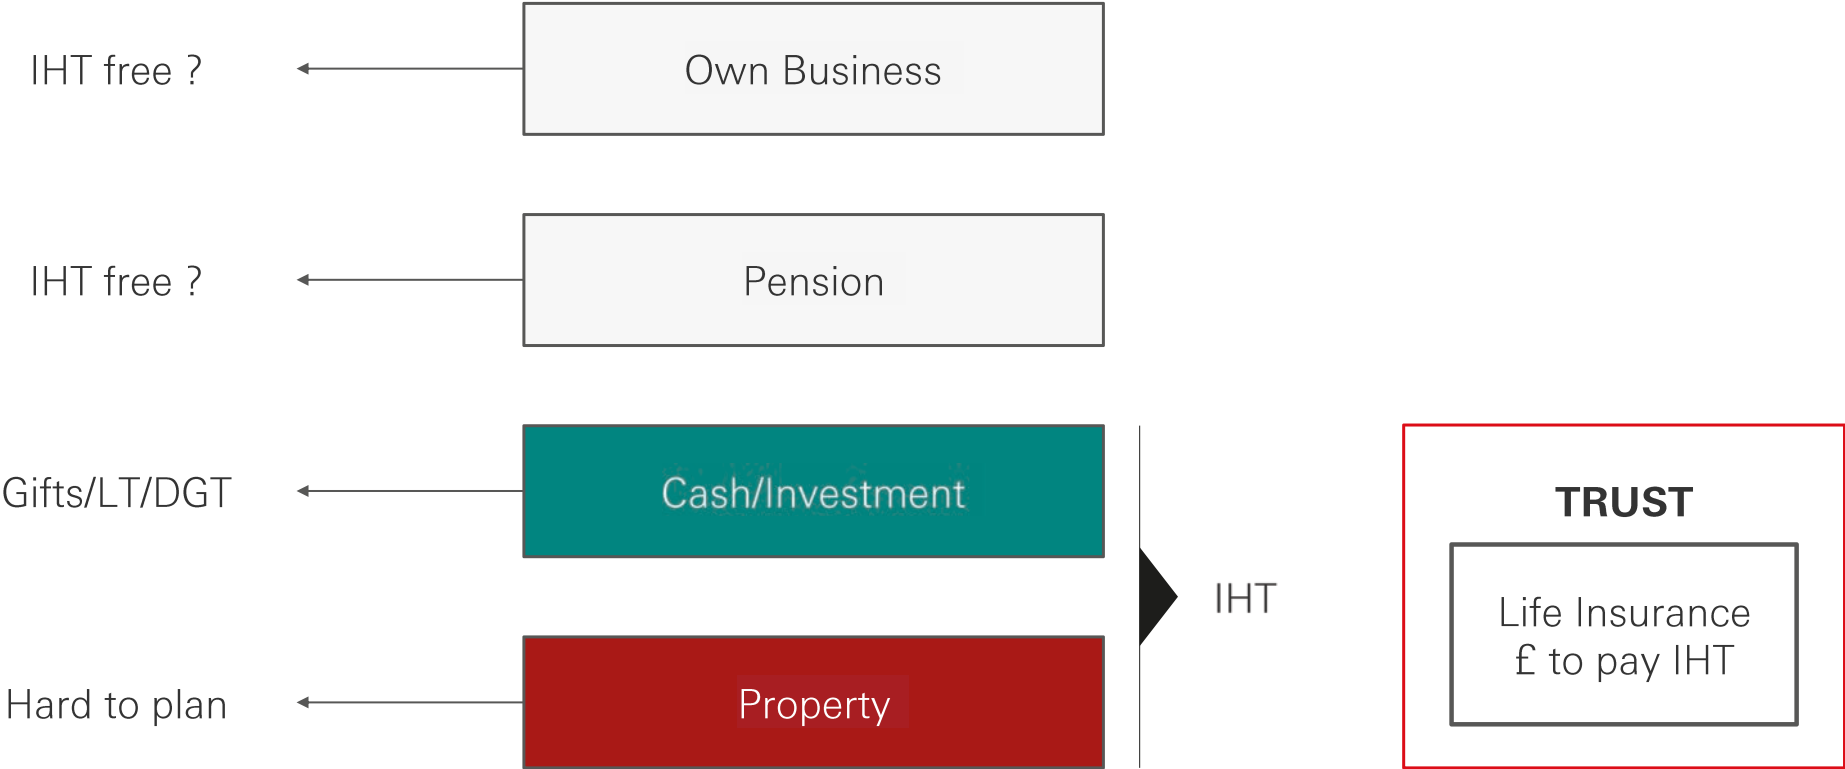 IHT free ?
Own Business
IHT free ?
Pension
Gifts/LT/DGT
Cash/Investment
Hard to plan
Property
IHT
TRUST
Life Insurance
£ to pay IHT